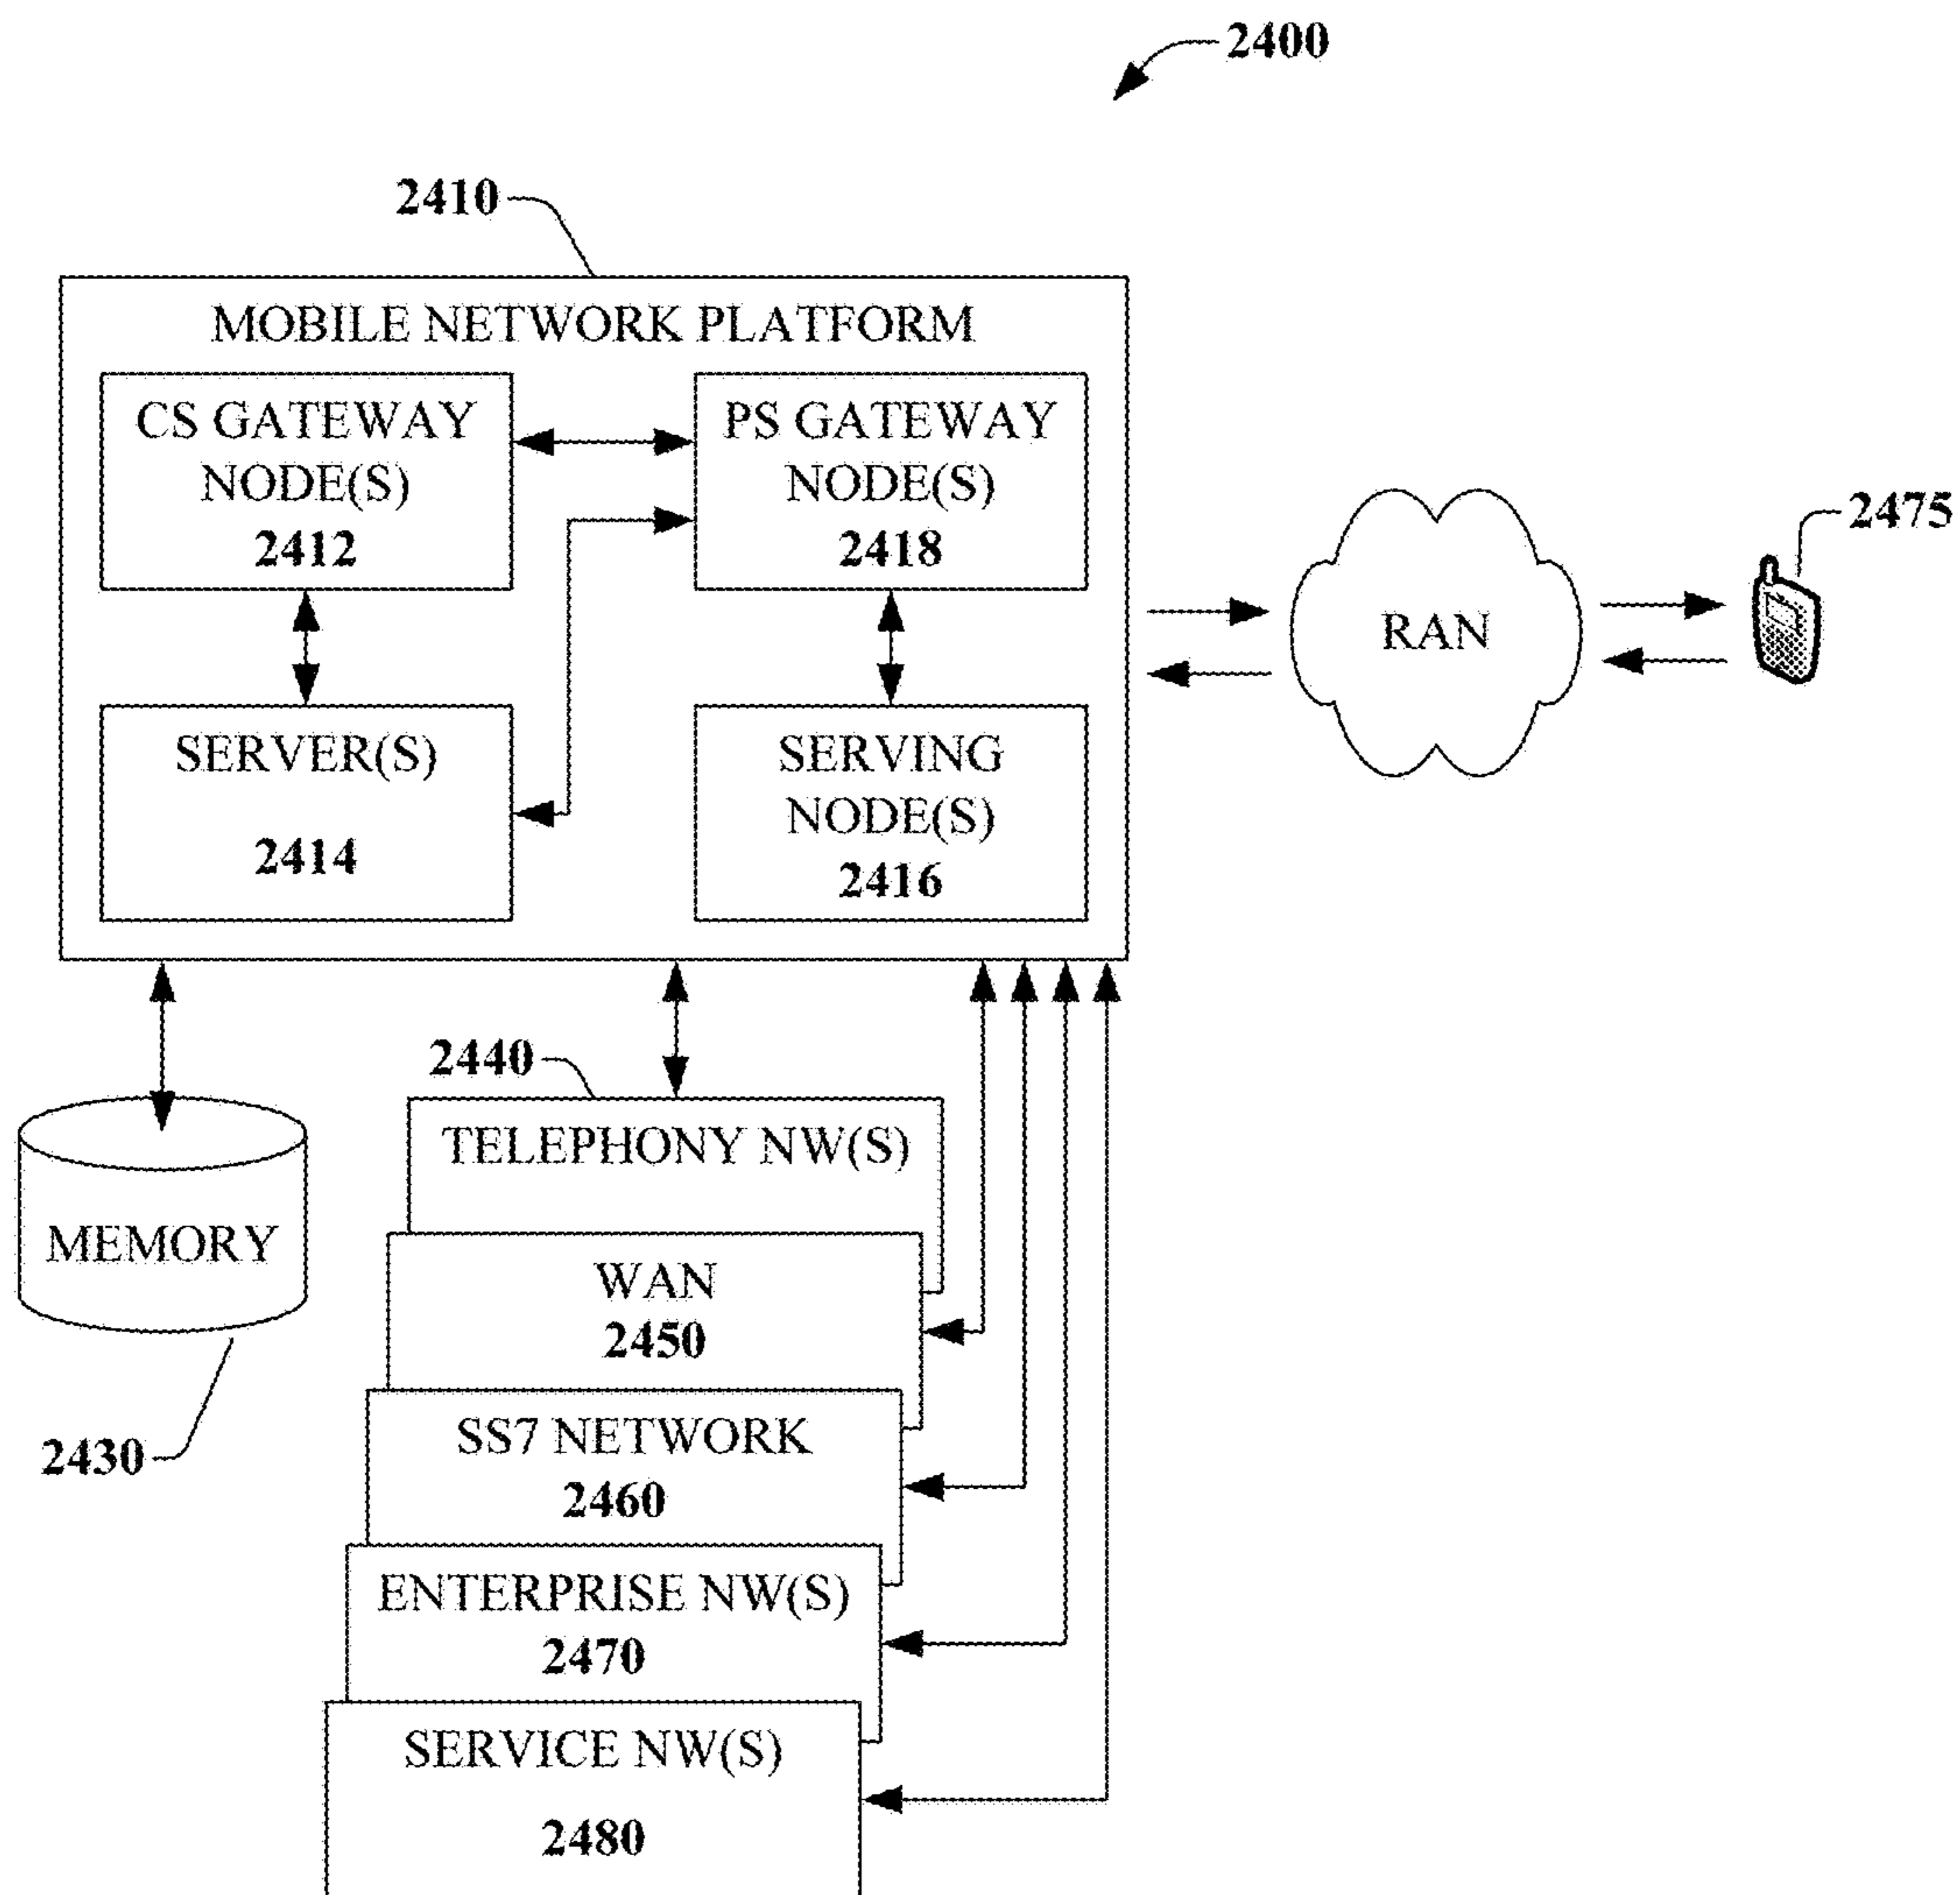 2400
2410
MOBILE NETWORK PLATFORM
CS GATEWAY
NODE(S)
2412
PS GATEWAY
NODE(S)
2418
SERVER(S)
2414
SERVING
NODE(S)
2416
RAN
2475
2440
TELEPHONY NW(S)
MEMORY
2430
WAN
2450
SS7 NETWORK
2460
ENTERPRISE NW(S)
2470
SERVICE NW(S)
2480